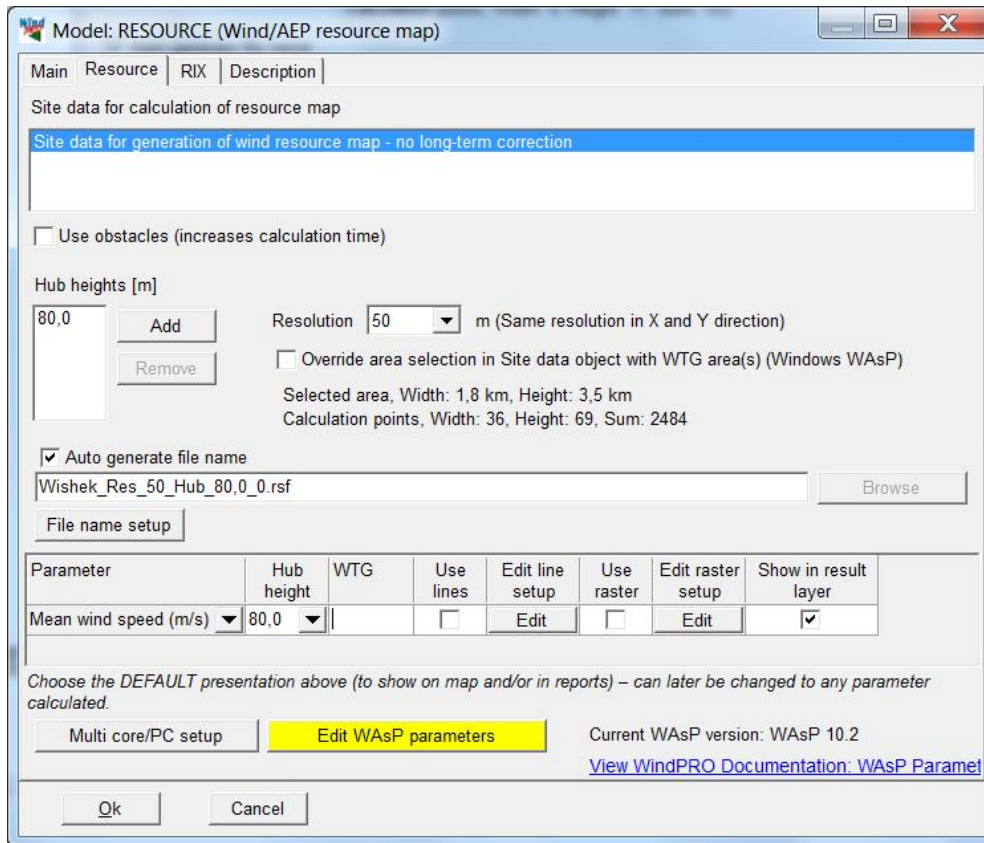 Wind
Model: RESOURCE (Wind/AEP resource map)
Main Resource RIX Description
Site data for calculation of resource map
Site data for generation of wind resource map - no long-term correction
Use obstacles (increases calculation time)
Hub heights [m]
80,0
Add
Remove
Resolution 50 m (Same resolution in X and Y direction)
Override area selection in Site data object with WTG area(s) (Windows WAsP)
Selected area, Width: 1,8 km, Height: 3,5 km
Calculation points, Width: 36, Height: 69, Sum: 2484
Auto generate file name
Wishek_Res_50_Hub_80,0_0.rsf Browse
File name setup
Parameter Hub height WTG Use lines Edit line setup Use raster Edit raster setup Show in result layer
Mean wind speed (m/s) 80,0 Edit Edit
Choose the DEFAULT presentation above (to show on map and/or in reports) – can later be changed to any parameter
calculated.
Multi core/PC setup Edit WAsP parameters Current WAsP version: WAsP 10.2
View WindPRO Documentation: WAsP Paramet
Ok Cancel